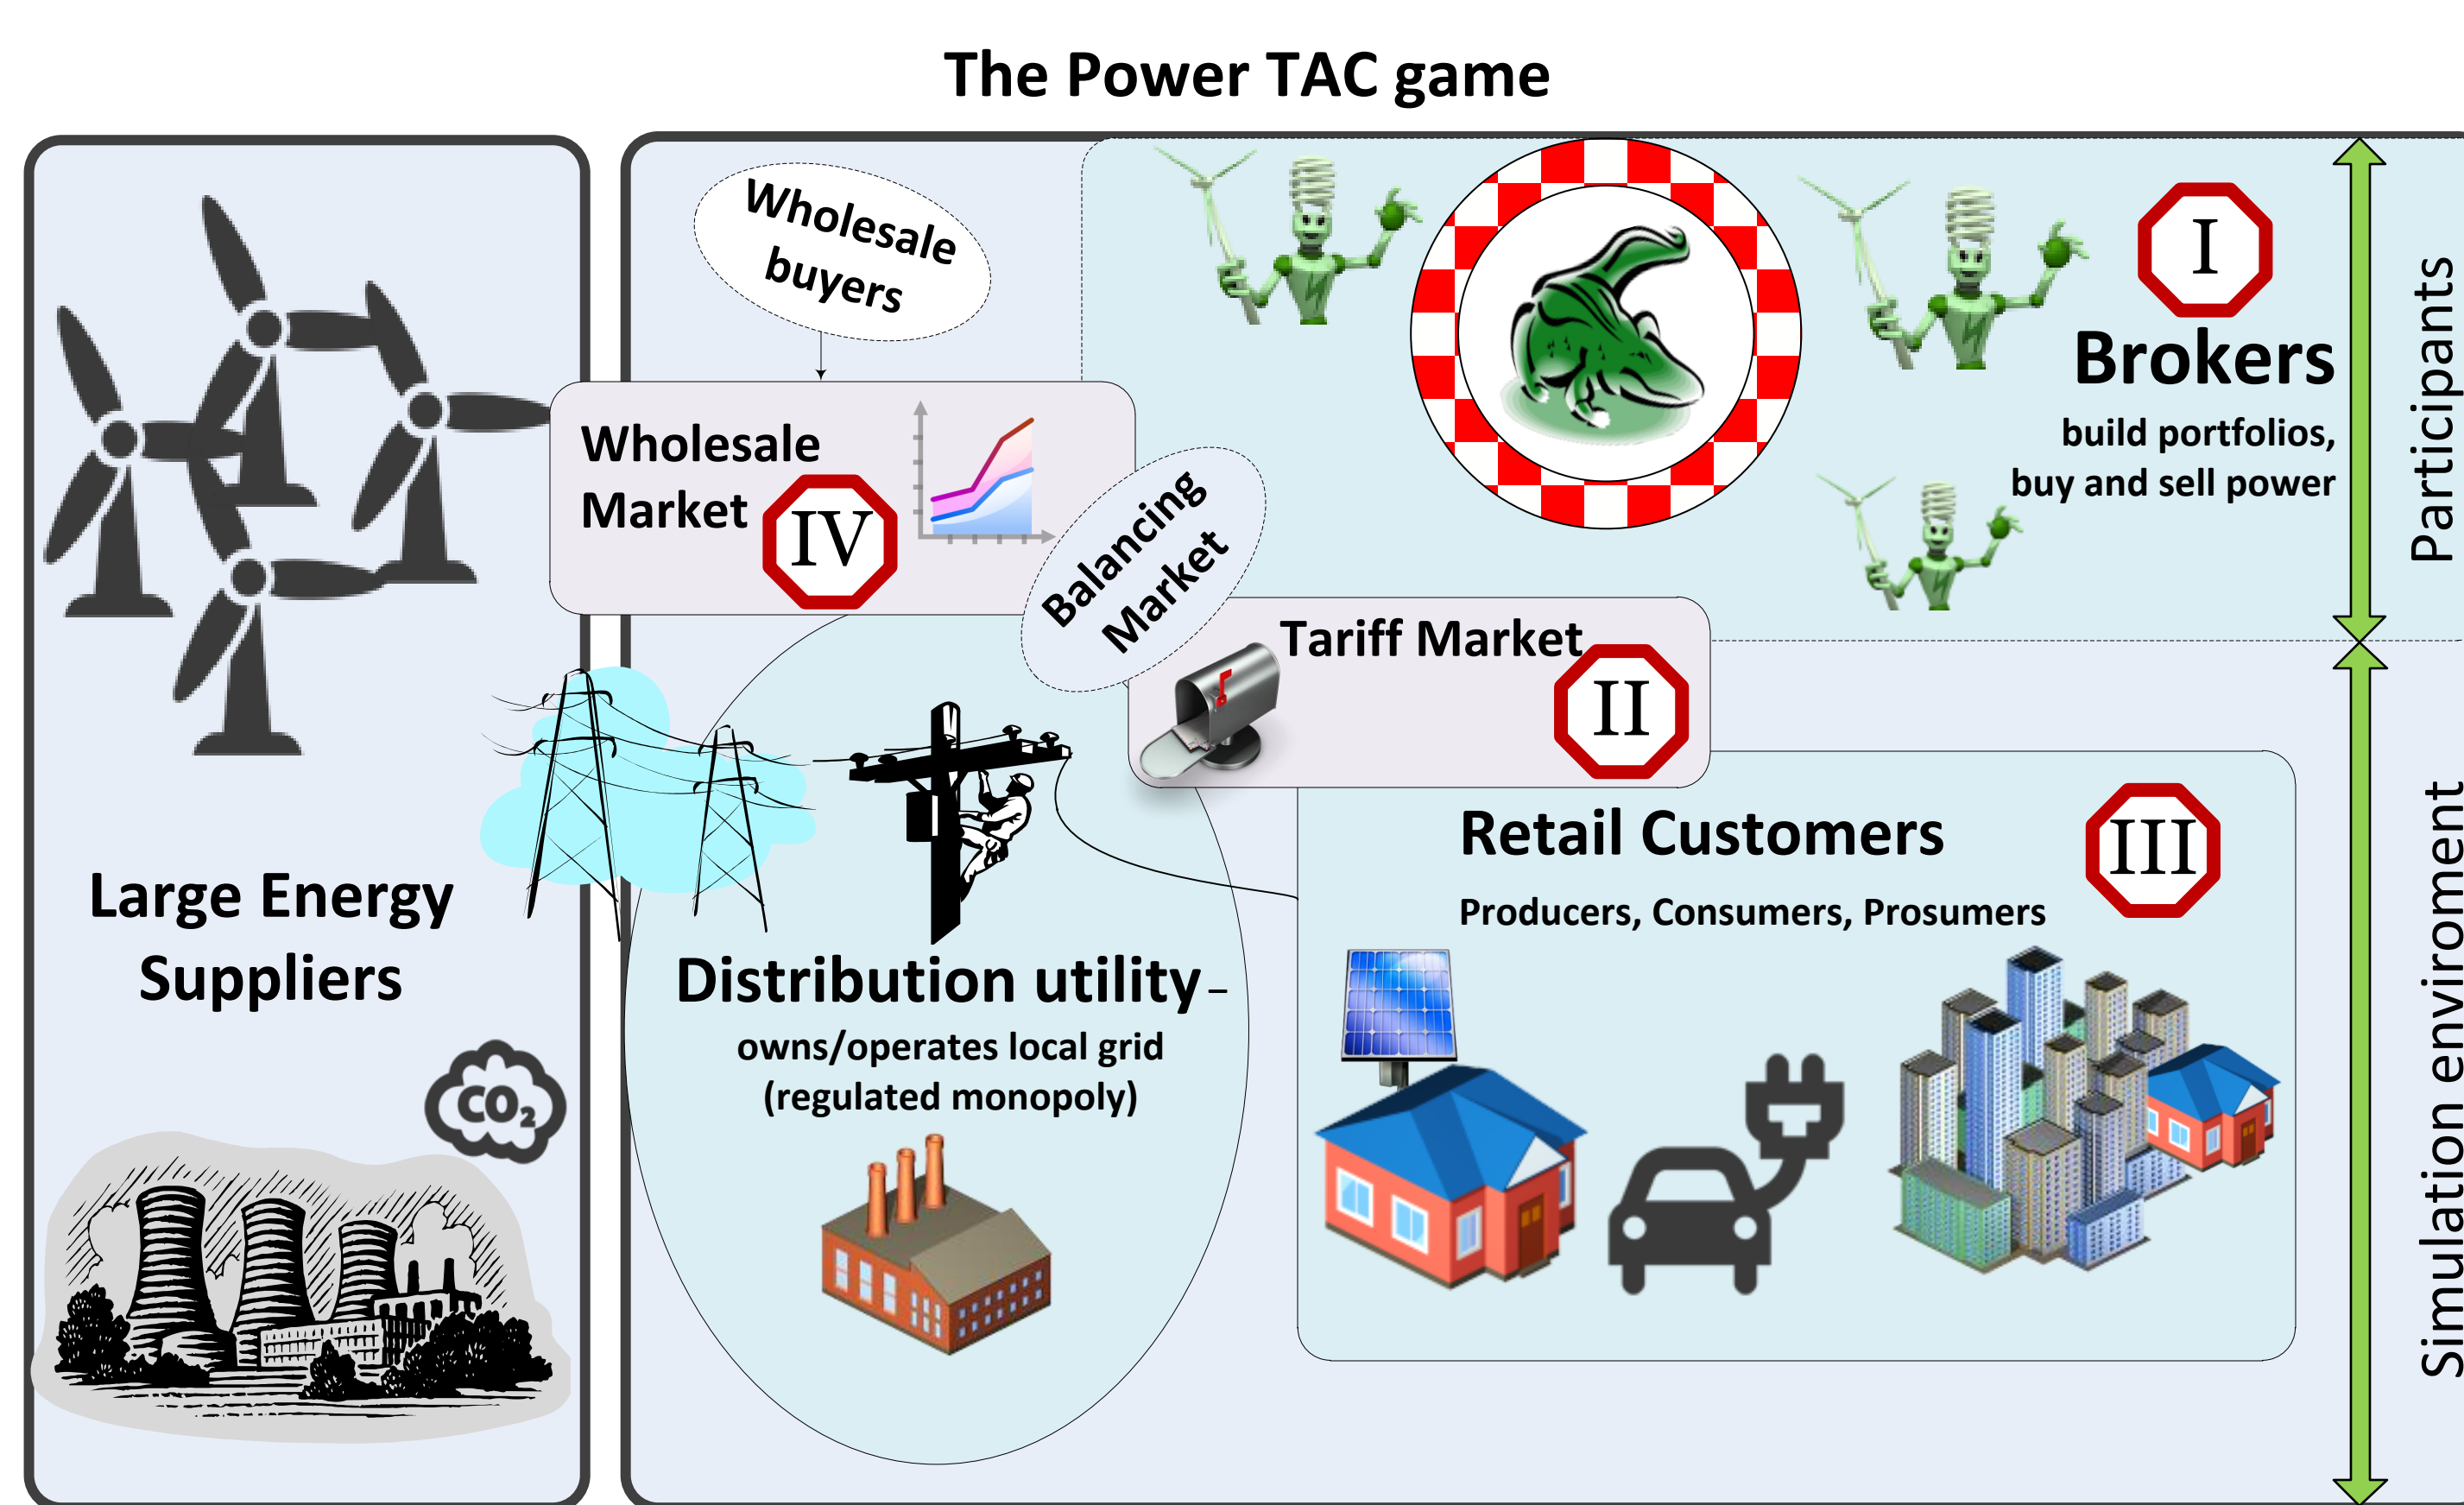 The Power TAC game
Wholesale
buyers
I
Brokers
build portfolios,
buy and sell power
Participants
Wholesale
Market
IV
Balancing
Market
Tariff Market
II
Retail Customers
III
Producers, Consumers, Prosumers
Large Energy
Suppliers
CO₂
Distribution utility –
owns/operates local grid
(regulated monopoly)
Simulation environment